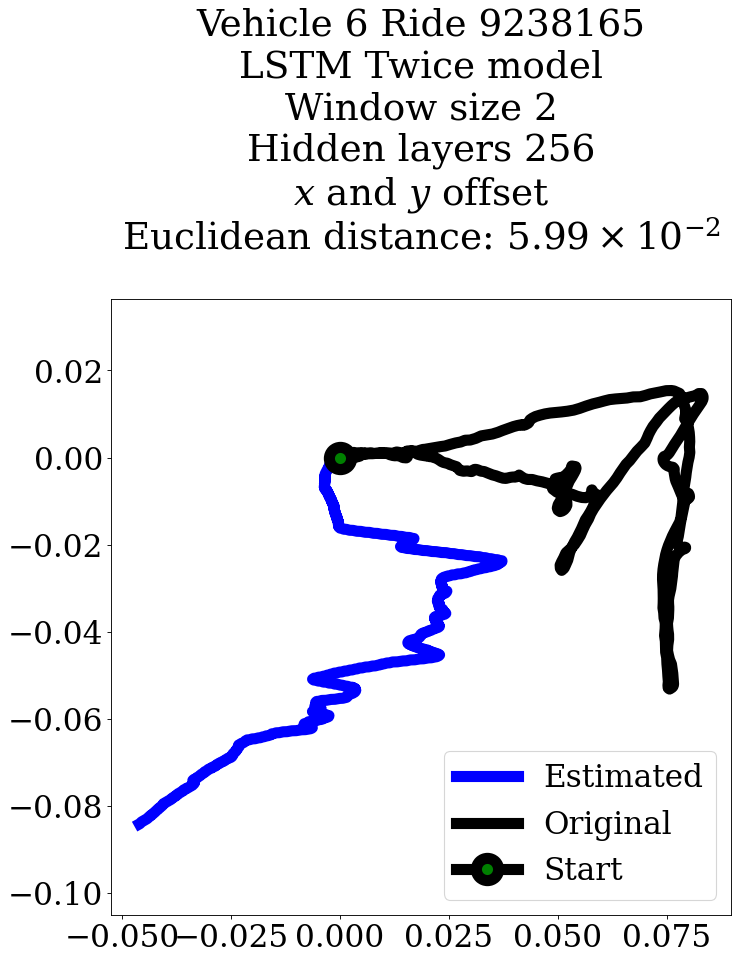 Vehicle 6 Ride 9238165
LSTM Twice model
Window size 2
Hidden layers 256
x and y offset
Euclidean distance: 5.99 × 10⁻²
0.02
0.00
−0.02
−0.04
−0.06
−0.08
−0.10
Estimated
Original
Start
−0.050 −0.025 0.000 0.025 0.050 0.075